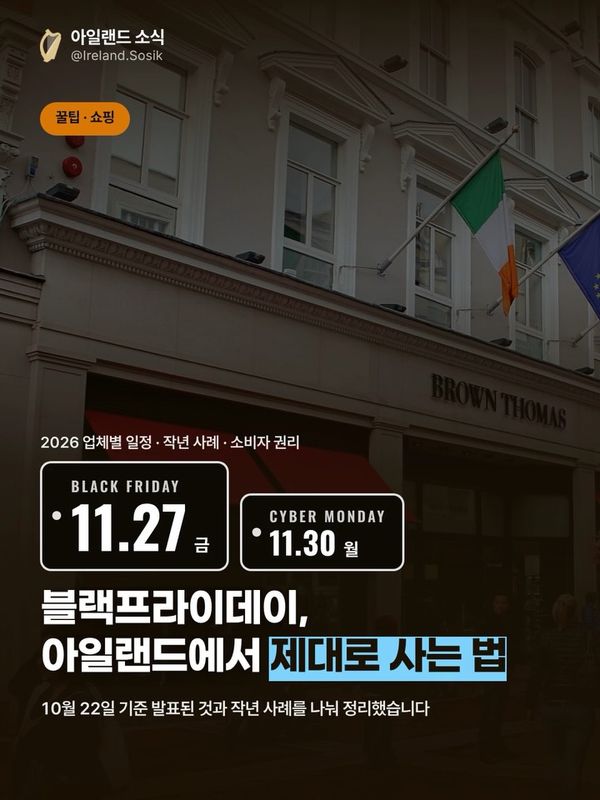 아일랜드 소식
@Ireland.Sosik
꿀팁 · 쇼핑
BROWN THOMAS
2026 업체별 일정 · 작년 사례 · 소비자 권리
BLACK FRIDAY
11.27 금
CYBER MONDAY
11.30 월
블랙프라이데이,
아일랜드에서 제대로 사는 법
10월 22일 기준 발표된 것과 작년 사례를 나눠 정리했습니다